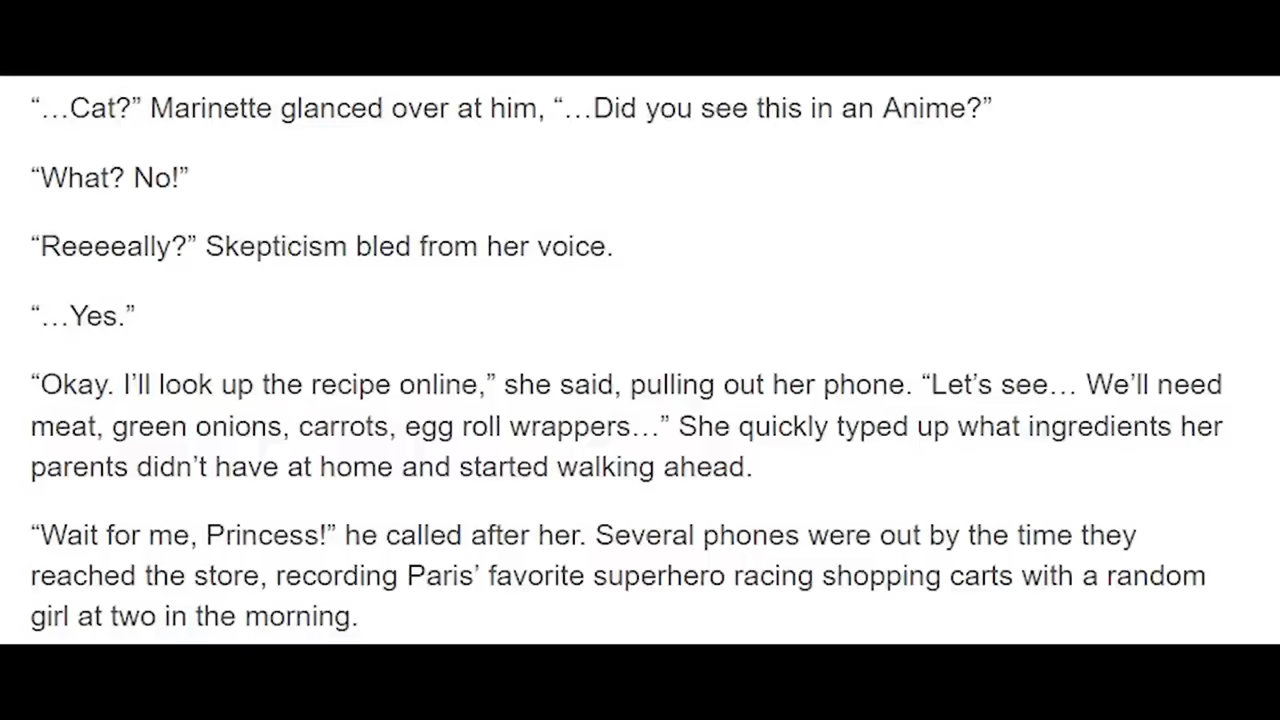 “…Cat?” Marinette glanced over at him, “…Did you see this in an Anime?”
“What? No!”
“Reeeeally?” Skepticism bled from her voice.
“…Yes.”
“Okay. I’ll look up the recipe online,” she said, pulling out her phone. “Let’s see… We’ll need
meat, green onions, carrots, egg roll wrappers…” She quickly typed up what ingredients her
parents didn’t have at home and started walking ahead.
“Wait for me, Princess!” he called after her. Several phones were out by the time they
reached the store, recording Paris’ favorite superhero racing shopping carts with a random
girl at two in the morning.